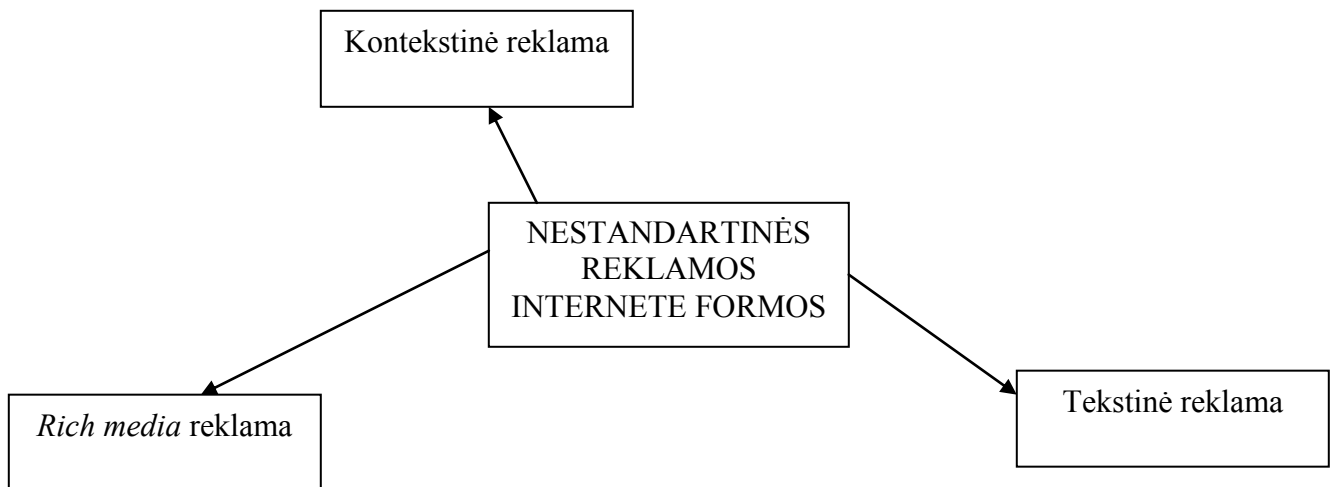 Kontekstinė reklama
NESTANDARTINĖS
REKLAMOS
INTERNETE FORMOS
Rich media reklama
Tekstinė reklama